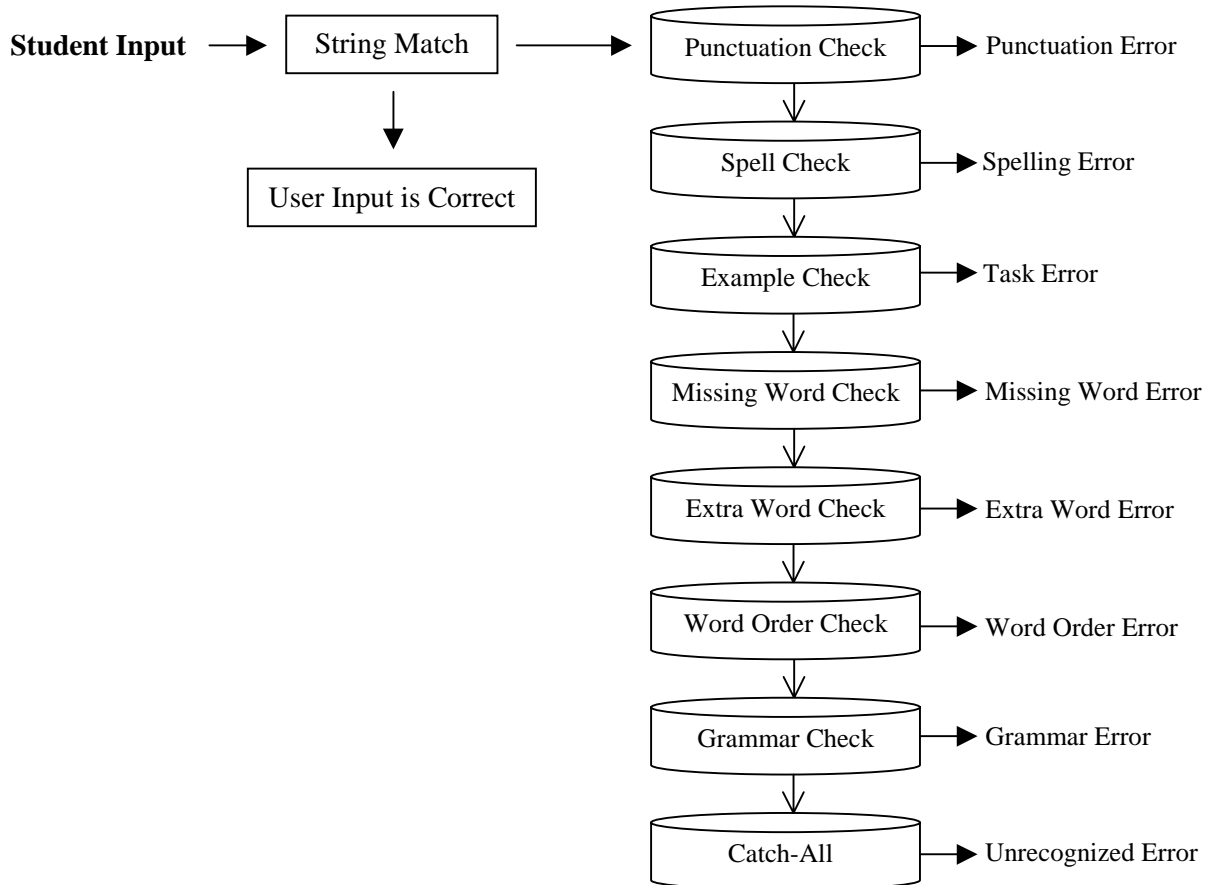 Student Input
String Match
Punctuation Check
Punctuation Error
User Input is Correct
Spell Check
Spelling Error
Example Check
Task Error
Missing Word Check
Missing Word Error
Extra Word Check
Extra Word Error
Word Order Check
Word Order Error
Grammar Check
Grammar Error
Catch-All
Unrecognized Error